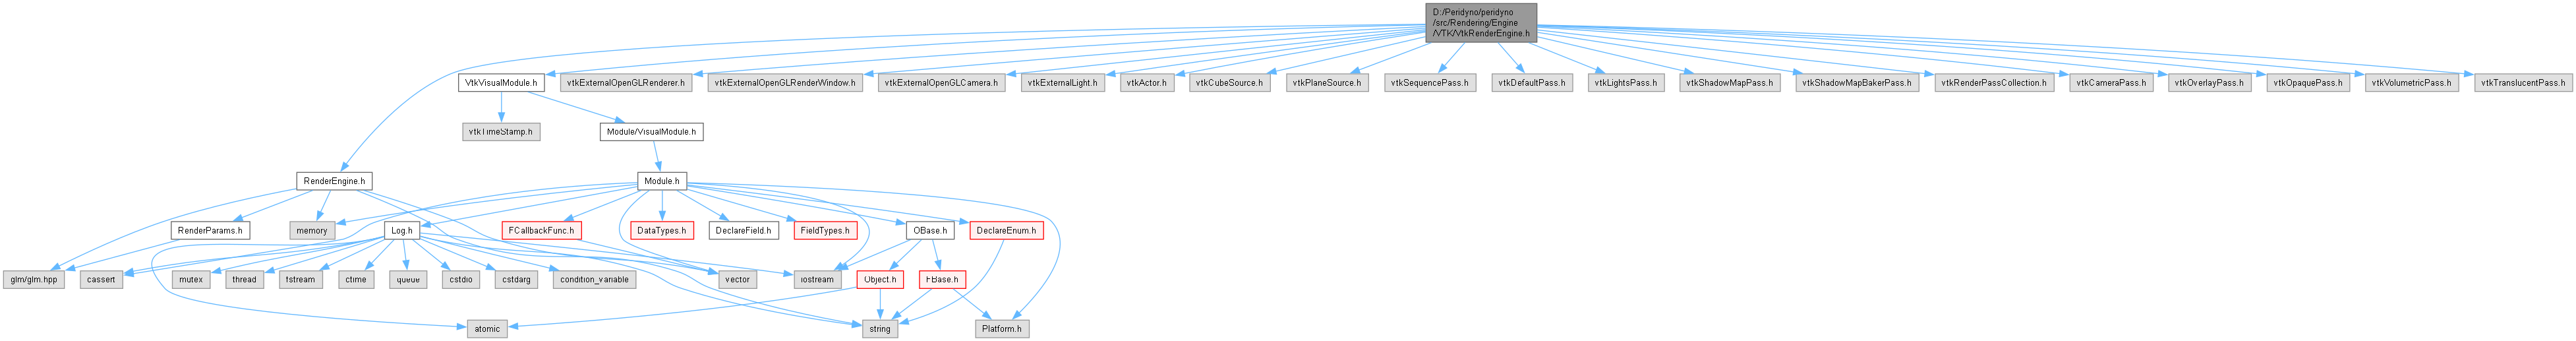 D:/Peridyno/peridyno
/src/Rendering/Engine
/VTK/VtkRenderEngine.h
VtkVisualModule.h
vtkExternalOpenGLRenderer.h
vtkExternalOpenGLRenderWindow.h
vtkExternalOpenGLCamera.h
vtkExternalLight.h
vtkActor.h
vtkCubeSource.h
vtkPlaneSource.h
vtkSequencePass.h
vtkDefaultPass.h
vtkLightsPass.h
vtkShadowMapPass.h
vtkShadowMapBakerPass.h
vtkRenderPassCollection.h
vtkCameraPass.h
vtkOverlayPass.h
vtkOpaquePass.h
vtkVolumetricPass.h
vtkTranslucentPass.h
vtkTimeStamp.h
Module/VisualModule.h
RenderEngine.h
Module.h
RenderParams.h
memory
Log.h
FCallbackFunc.h
DataTypes.h
DeclareField.h
FieldTypes.h
OBase.h
DeclareEnum.h
glm/glm.hpp
cassert
mutex
thread
fstream
ctime
queue
cstdio
cstdarg
condition_variable
vector
iostream
Object.h
FBase.h
atomic
string
Platform.h